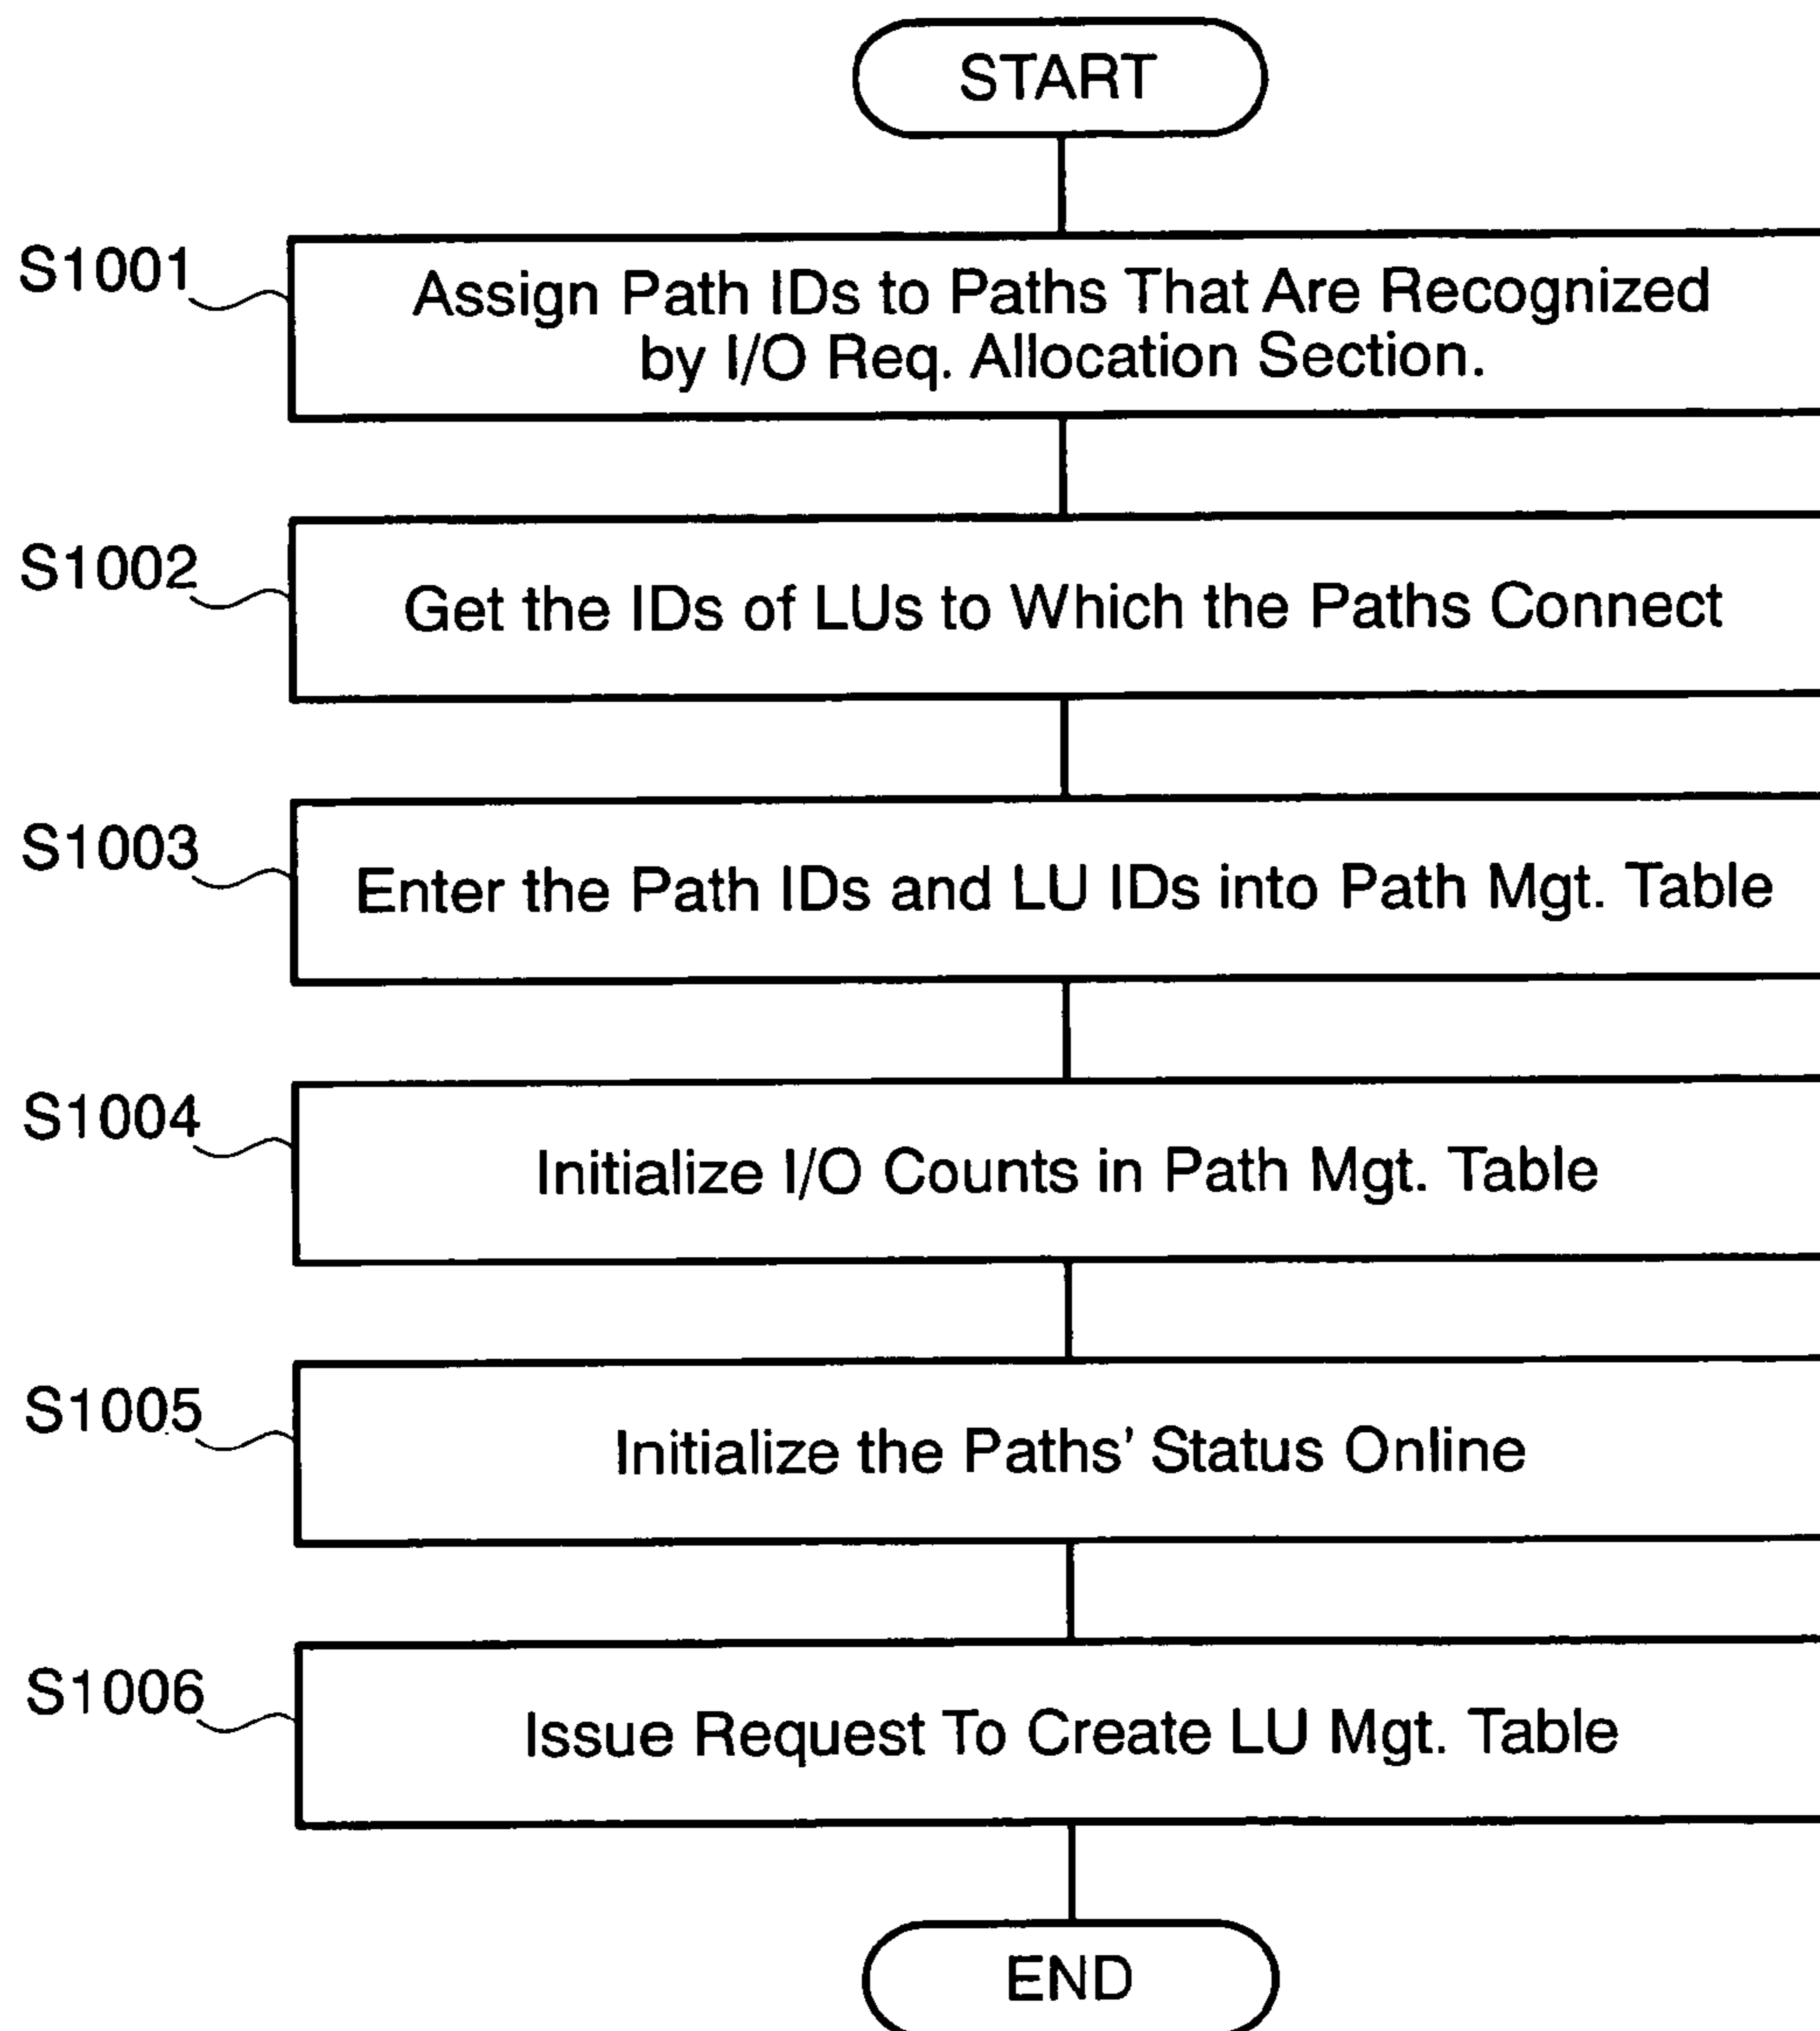 START
S1001
Assign Path IDs to Paths That Are Recognized
by I/O Req. Allocation Section.
S1002
Get the IDs of LUs to Which the Paths Connect
S1003
Enter the Path IDs and LU IDs into Path Mgt. Table
S1004
Initialize I/O Counts in Path Mgt. Table
S1005
Initialize the Paths' Status Online
S1006
Issue Request To Create LU Mgt. Table
END